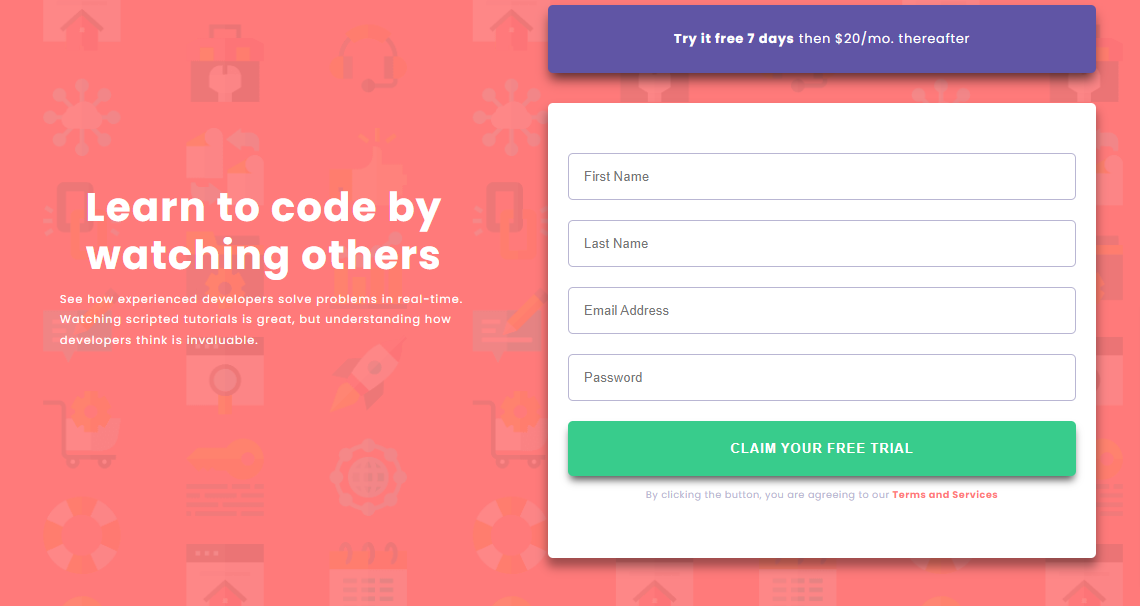 Try it free 7 days then $20/mo. thereafter
Learn to code by
watching others
See how experienced developers solve problems in real-time.
Watching scripted tutorials is great, but understanding how
developers think is invaluable.
First Name
Last Name
Email Address
Password
CLAIM YOUR FREE TRIAL
By clicking the button, you are agreeing to our Terms and Services